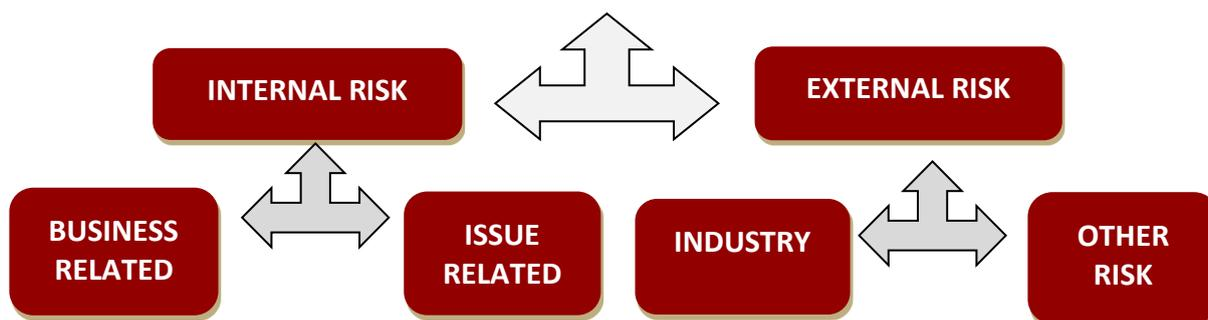 INTERNAL RISK
EXTERNAL RISK
BUSINESS
RELATED
ISSUE
RELATED
INDUSTRY
OTHER
RISK